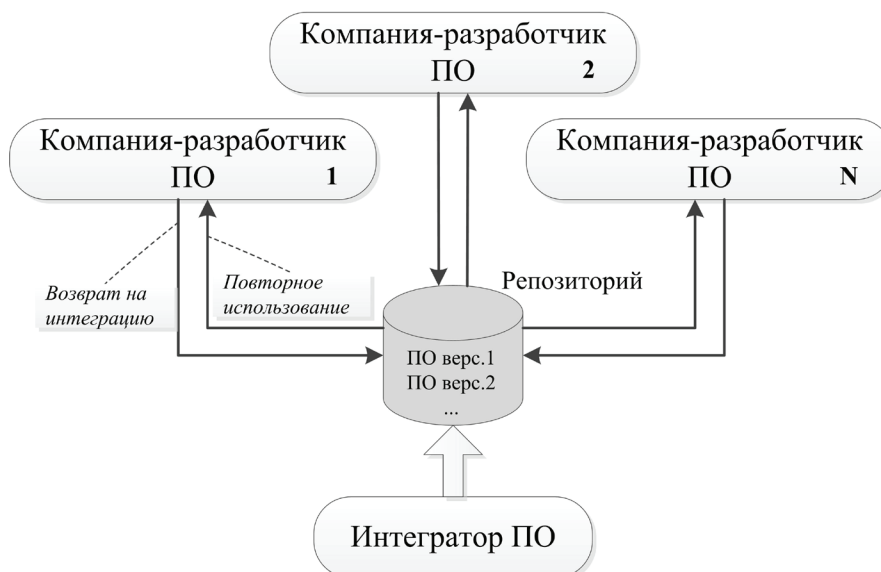 Компания-разработчик
ПО 2
Компания-разработчик
ПО 1
Компания-разработчик
ПО N
Возврат на
интеграцию
Повторное
использование
Репозиторий
ПО верс.1
ПО верс.2
...
Интегратор ПО